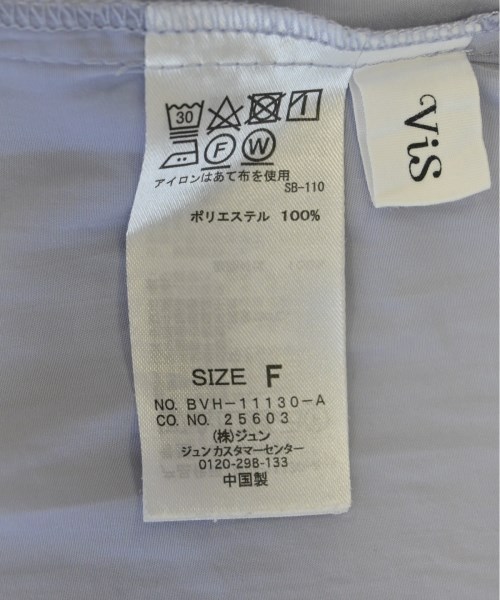 30
F W
アイロンはあて布を使用
SB-110
ポリエステル 100%
SIZE F
NO. BVH-11130-A
CO. NO. 25603
(株)ジュン
ジュンカスタマーセンター
0120-298-133
中国製
ViS